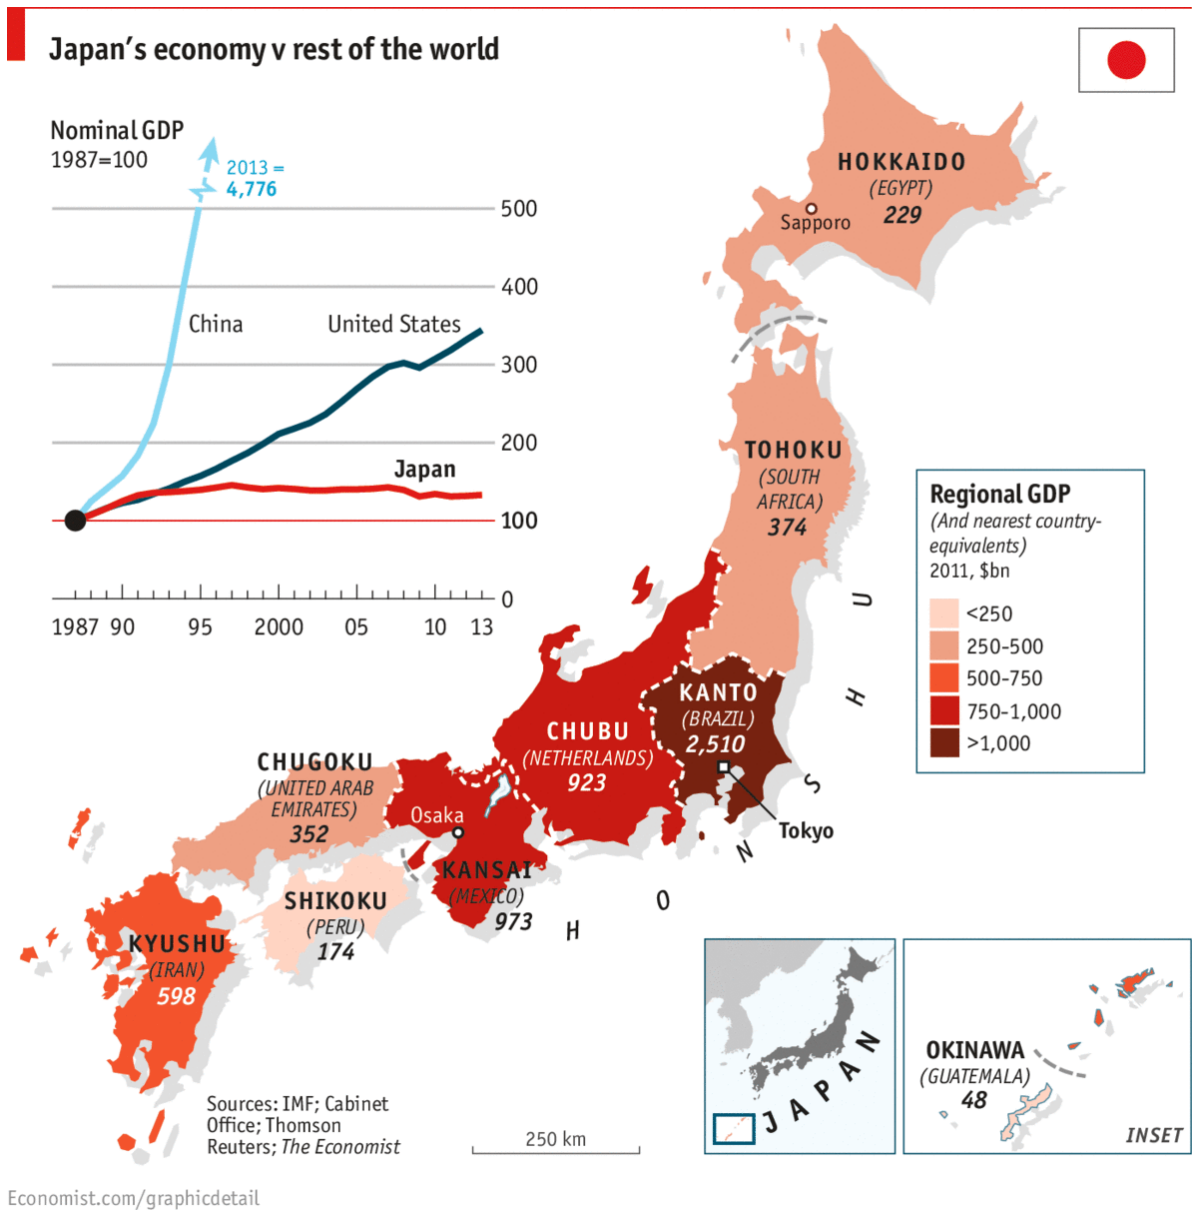 Japan's economy v rest of the world
Nominal GDP
1987=100
2013 =
4,776
500
400
300
200
100
0
China
United States
Japan
1987 90 95 2000 05 10 13
HOKKAIDO
(EGYPT)
229
Sapporo
TOHOKU
(SOUTH
AFRICA)
374
Regional GDP
(And nearest country-
equivalents)
2011, $bn
<250
250-500
500-750
750-1,000
>1,000
KANTO
(BRAZIL)
2,510
Tokyo
CHUBU
(NETHERLANDS)
923
CHUGOKU
(UNITED ARAB
EMIRATES)
352
Osaka
KANSAI
(MEXICO)
973
SHIKOKU
(PERU)
174
KYUSHU
(IRAN)
598
HONSHU
JAPAN
OKINAWA
(GUATEMALA)
48
INSET
Sources: IMF; Cabinet
Office; Thomson
Reuters; The Economist
250 km
Economist.com/graphicdetail